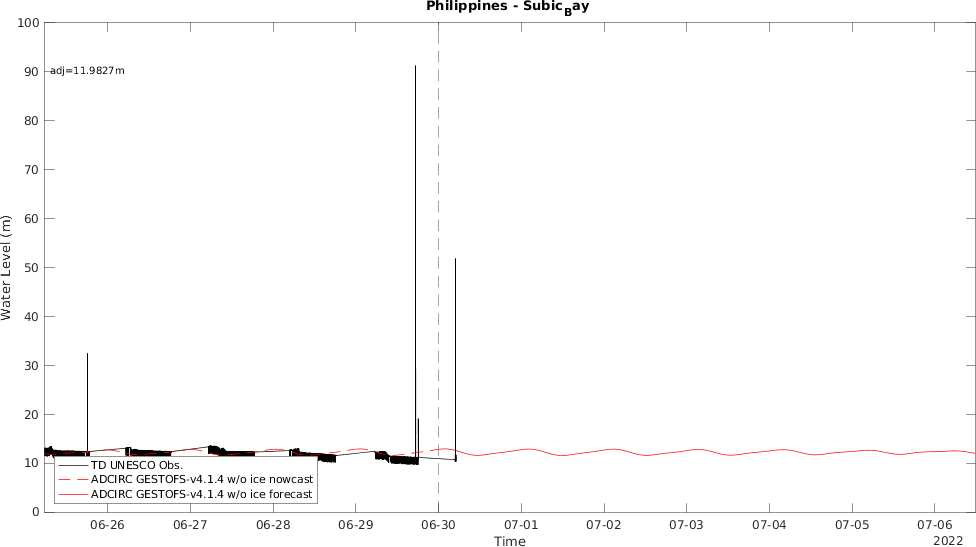 Philippines - Subic_Bay
100
adj=11.9827m
90
80
70
60
50
40
30
20
10
0
Water Level (m)
TD UNESCO Obs.
ADCIRC GESTOFS-v4.1.4 w/o ice nowcast
ADCIRC GESTOFS-v4.1.4 w/o ice forecast
06-26 06-27 06-28 06-29 06-30 07-01 07-02 07-03 07-04 07-05 07-06
Time
2022